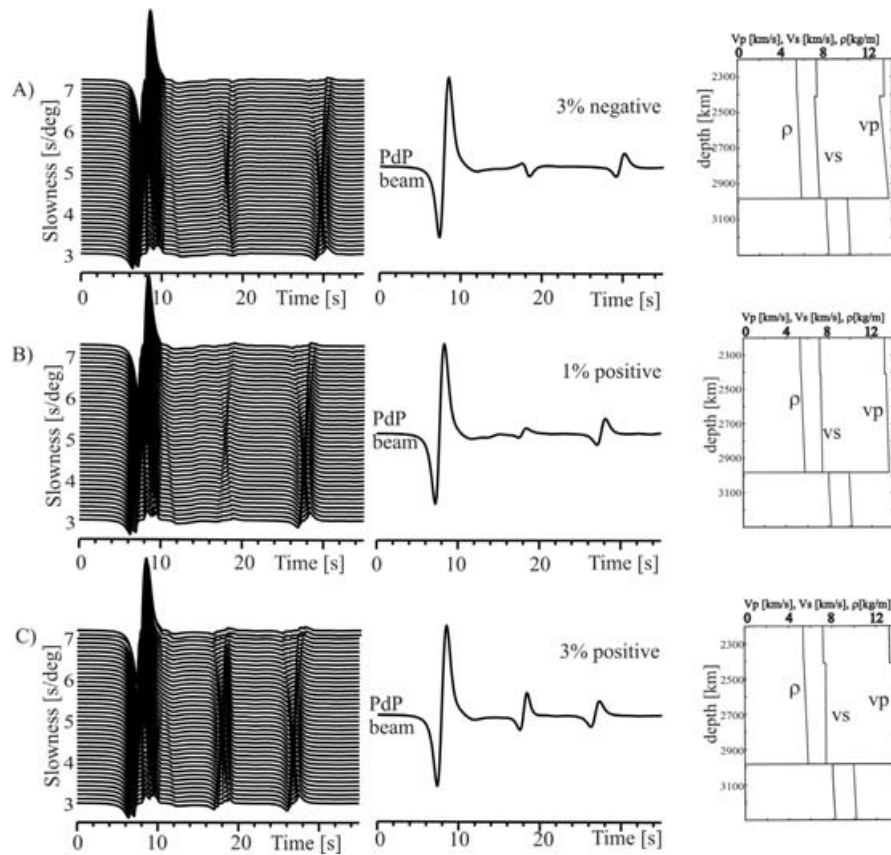 A)
Slowness [s/deg]
7
6
5
4
3
0 10 20 Time [s]
3% negative
PdP
beam
0 10 20 Time [s]
Vp [km/s], Vs [km/s], ρ[kg/m]
0 4 8 12
depth [km]
2300
2500
2700
2900
3100
ρ
vs
vp
B)
Slowness [s/deg]
7
6
5
4
3
0 10 20 Time [s]
1% positive
PdP
beam
0 10 20 Time [s]
Vp [km/s], Vs [km/s], ρ[kg/m]
0 4 8 12
depth [km]
2300
2500
2700
2900
3100
ρ
vs
vp
C)
Slowness [s/deg]
7
6
5
4
3
0 10 20 Time [s]
3% positive
PdP
beam
0 10 20 Time [s]
Vp [km/s], Vs [km/s], ρ[kg/m]
0 4 8 12
depth [km]
2300
2500
2700
2900
3100
ρ
vs
vp